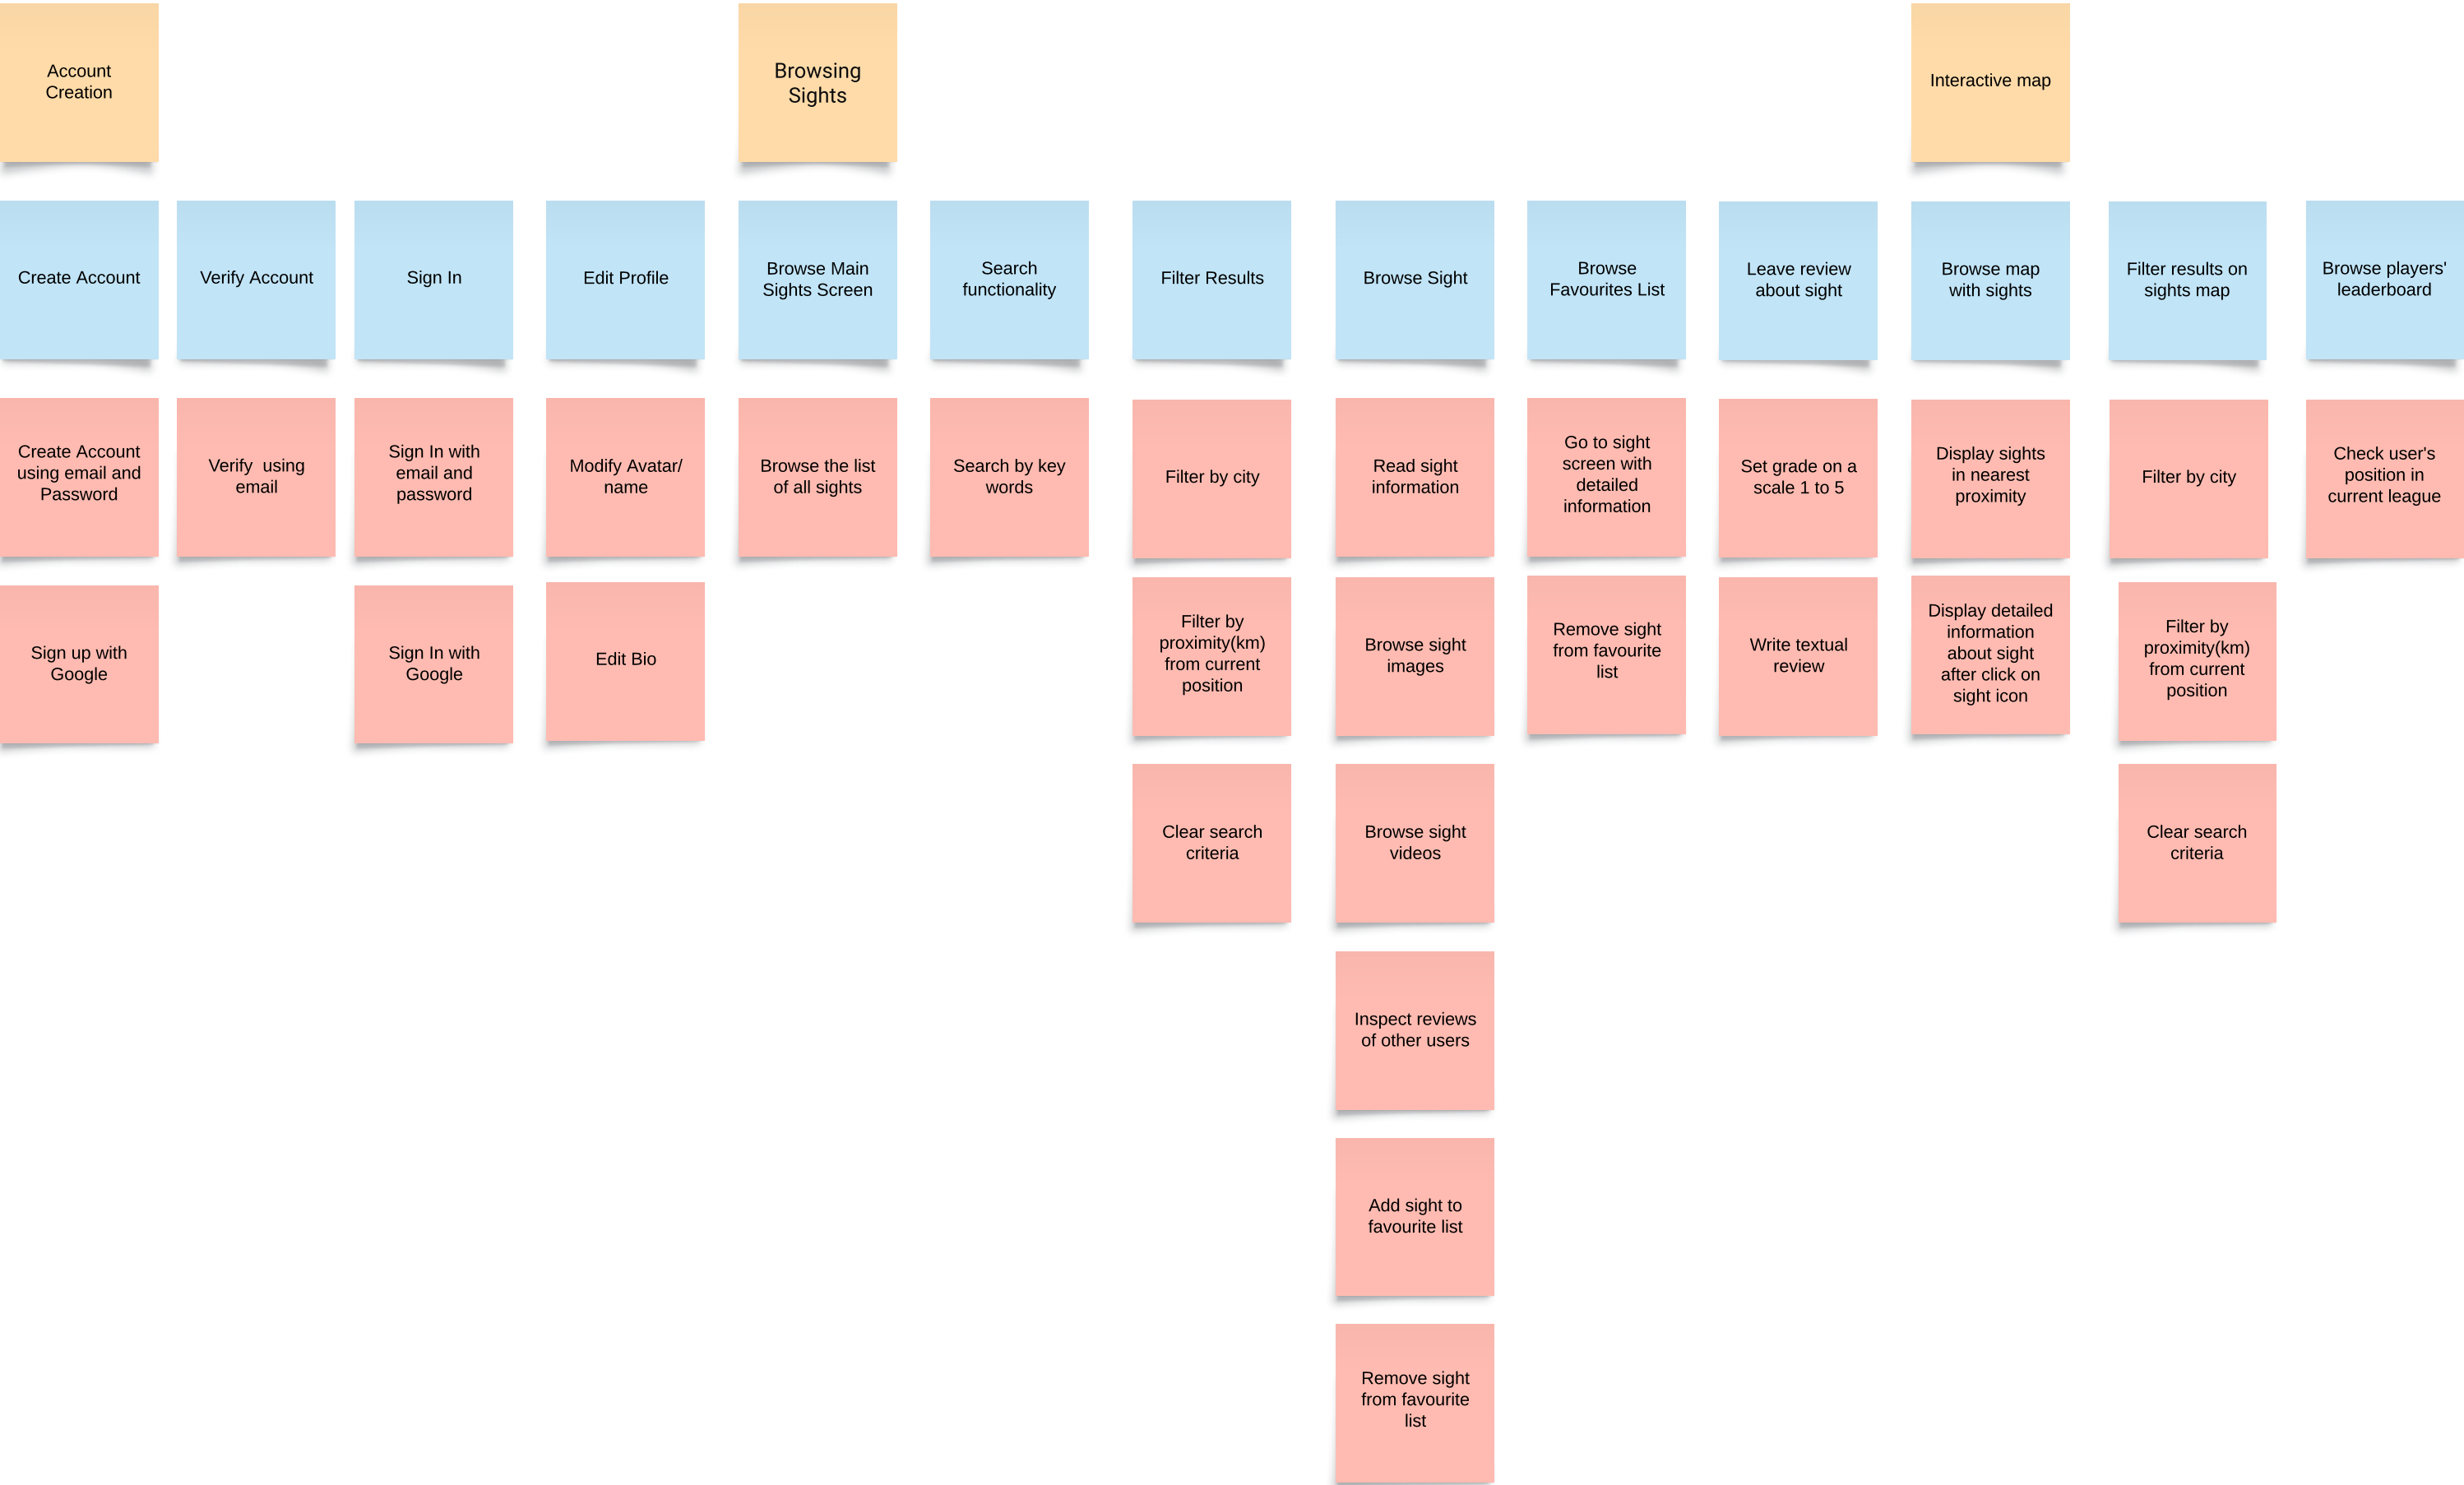 Account
Creation
Browsing
Sights
Interactive map
Create Account
Verify Account
Sign In
Edit Profile
Browse Main
Sights Screen
Search
functionality
Filter Results
Browse Sight
Browse
Favourites List
Leave review
about sight
Browse map
with sights
Filter results on
sights map
Browse players'
leaderboard
Create Account
using email and
Password
Verify  using
email
Sign In with
email and
password
Modify Avatar/
name
Browse the list
of all sights
Search by key
words
Filter by city
Read sight
information
Go to sight
screen with
detailed
information
Set grade on a
scale 1 to 5
Display sights
in nearest
proximity
Filter by city
Check user's
position in
current league
Sign up with
Google
Sign In with
Google
Edit Bio
Filter by
proximity(km)
from current
position
Browse sight
images
Remove sight
from favourite
list
Write textual
review
Display detailed
information
about sight
after click on
sight icon
Filter by
proximity(km)
from current
position
Clear search
criteria
Browse sight
videos
Clear search
criteria
Inspect reviews
of other users
Add sight to
favourite list
Remove sight
from favourite
list